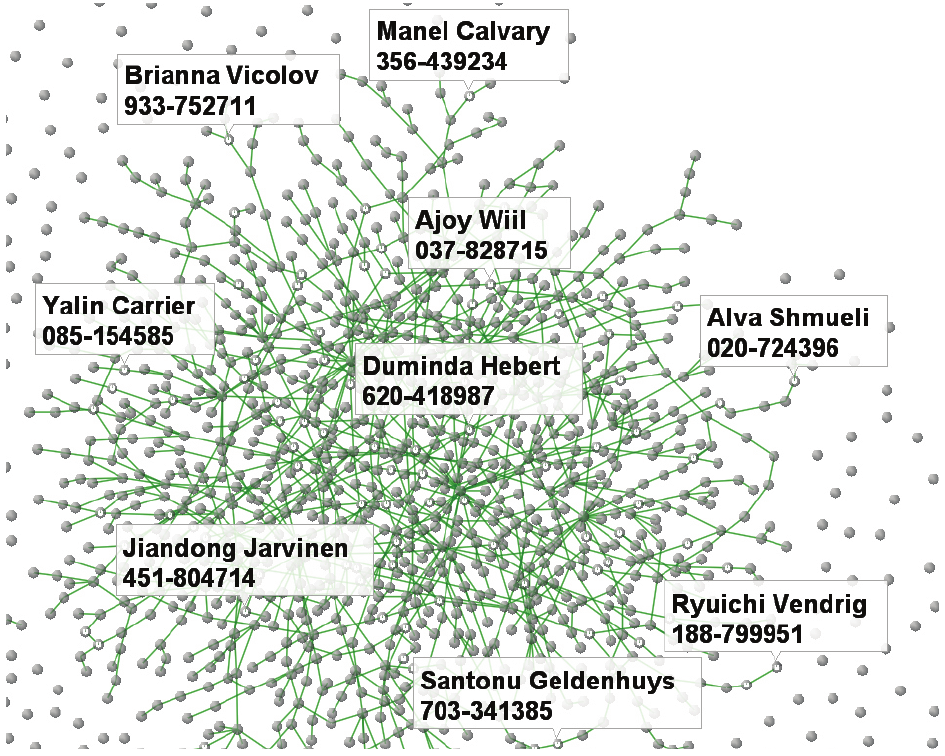 Manel Calvary
356-439234
Brianna Vicolov
933-752711
Ajoy Wiil
037-828715
Yalin Carrier
085-154585
Alva Shmueli
020-724396
Duminda Hebert
620-418987
Jiandong Jarvinen
451-804714
Ryuichi Vendrig
188-799951
Santonu Geldenhuys
703-341385